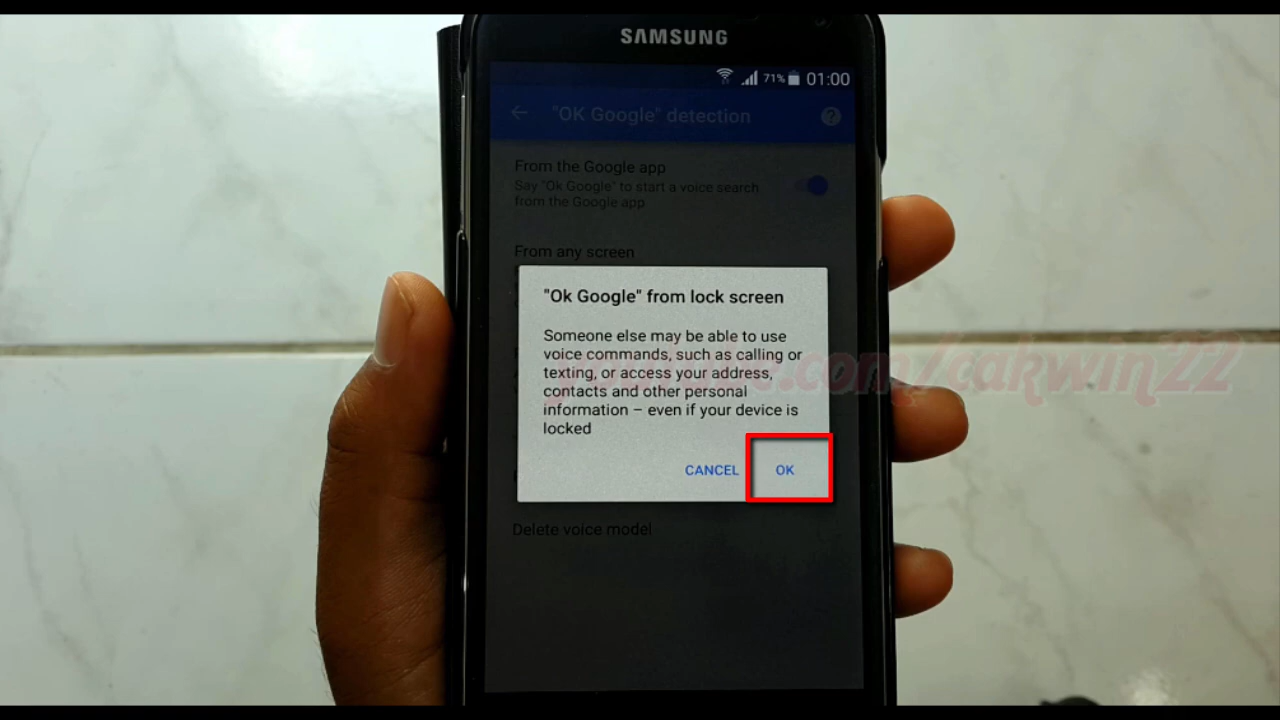 SAMSUNG
71% 01:00
"OK Google" detection
From the Google app
Say "Ok Google" to start a voice search
from the Google app
From any screen
"Ok Google" from lock screen
Someone else may be able to use
voice commands, such as calling or
texting, or access your address,
contacts and other personal
information – even if your device is
locked
CANCEL OK
Delete voice model